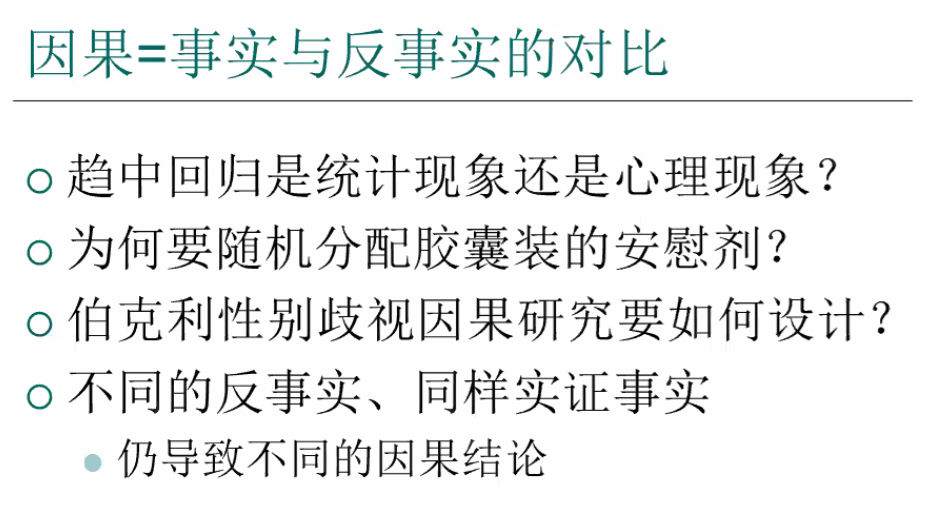 因果=事实与反事实的对比
趋中回归是统计现象还是心理现象？
为何要随机分配胶囊装的安慰剂？
伯克利性别歧视因果研究要如何设计？
不同的反事实、同样实证事实
仍导致不同的因果结论